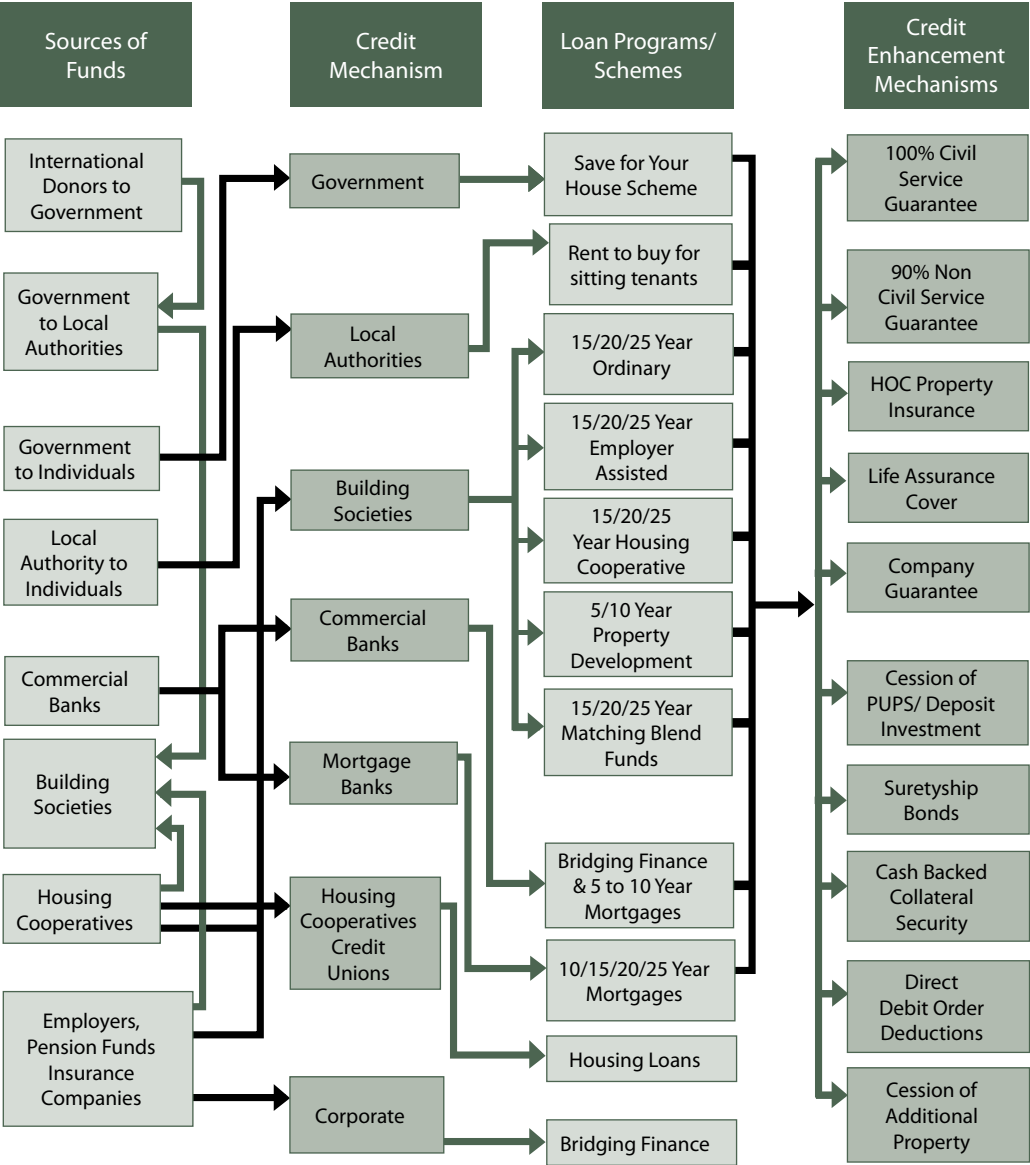 Sources of
Funds
Credit
Mechanism
Loan Programs/
Schemes
Credit
Enhancement
Mechanisms
International
Donors to
Government
Government
to Local
Authorities
Government
to Individuals
Local
Authority to
Individuals
Commercial
Banks
Building
Societies
Housing
Cooperatives
Employers,
Pension Funds
Insurance
Companies
Government
Local
Authorities
Building
Societies
Commercial
Banks
Mortgage
Banks
Housing
Cooperatives
Credit
Unions
Corporate
Save for Your
House Scheme
Rent to buy for
sitting tenants
15/20/25 Year
Ordinary
15/20/25 Year
Employer
Assisted
15/20/25
Year Housing
Cooperative
5/10 Year
Property
Development
15/20/25 Year
Matching Blend
Funds
Bridging Finance
& 5 to 10 Year
Mortgages
10/15/20/25 Year
Mortgages
Housing Loans
Bridging Finance
100% Civil
Service
Guarantee
90% Non
Civil Service
Guarantee
HOC Property
Insurance
Life Assurance
Cover
Company
Guarantee
Cession of
PUPS/ Deposit
Investment
Suretyship
Bonds
Cash Backed
Collateral
Security
Direct
Debit Order
Deductions
Cession of
Additional
Property